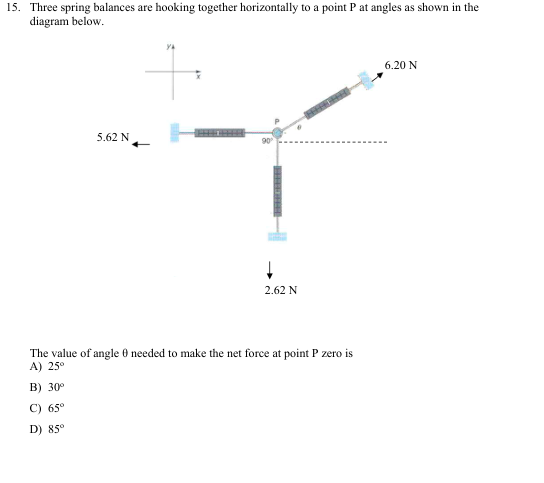 15. Three spring balances are hooking together horizontally to a point P at angles as shown in the
diagram below.
y
x
6.20 N
P
θ
5.62 N
90°
2.62 N
The value of angle θ needed to make the net force at point P zero is
A) 25°
B) 30°
C) 65°
D) 85°